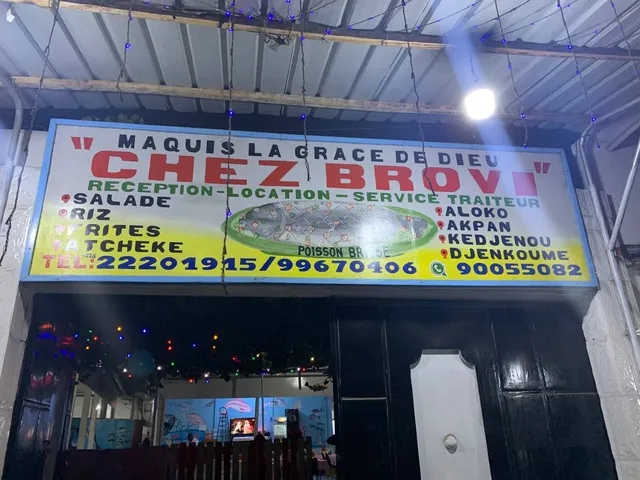 MAQUIS LA GRACE DE DIEU
"CHEZ BROVI"
RECEPTION-LOCATION-SERVICE TRAITEUR
SALADE
RIZ
FRITES
ATCHEKE
POISSON BRAISE
ALOKO
AKPAN
KEDJENOU
DJENKOUME
TEL: 22201915/99670406 90055082